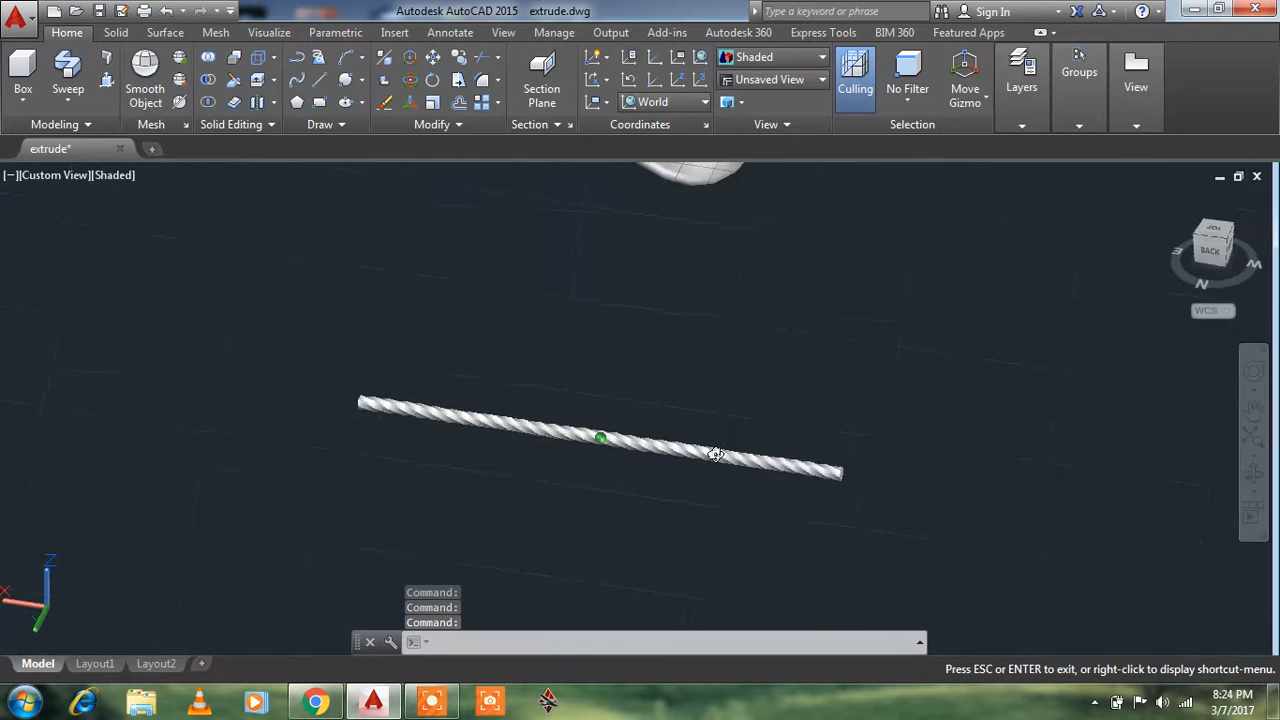 Autodesk AutoCAD 2015 extrude.dwg
Type a keyword or phrase
Sign In
Home Solid Surface Mesh Visualize Parametric Insert Annotate View Manage Output Add-ins Autodesk 360 Express Tools BIM 360 Featured Apps
Box
Sweep
Smooth Object
Section Plane
Shaded
Unsaved View
World
Culling
No Filter
Move Gizmo
Layers
Groups
View
Modeling
Mesh
Solid Editing
Draw
Modify
Section
Coordinates
View
Selection
extrude*
[−][Custom View][Shaded]
TOP
BACK
E
W
N
WCS
Z
X
Y
Command:
Command:
Command:
Model Layout1 Layout2
Press ESC or ENTER to exit, or right-click to display shortcut-menu.
8:24 PM
3/7/2017